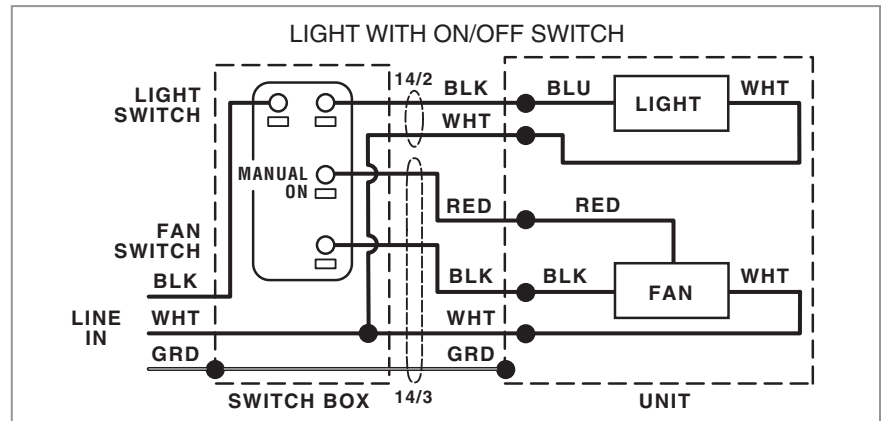 LIGHT WITH ON/OFF SWITCH
14/2
BLK
BLU
LIGHT
WHT
LIGHT
SWITCH
WHT
MANUAL
ON
RED
RED
FAN
SWITCH
BLK
BLK
FAN
WHT
BLK
LINE
IN
WHT
WHT
GRD
GRD
SWITCH BOX
14/3
UNIT